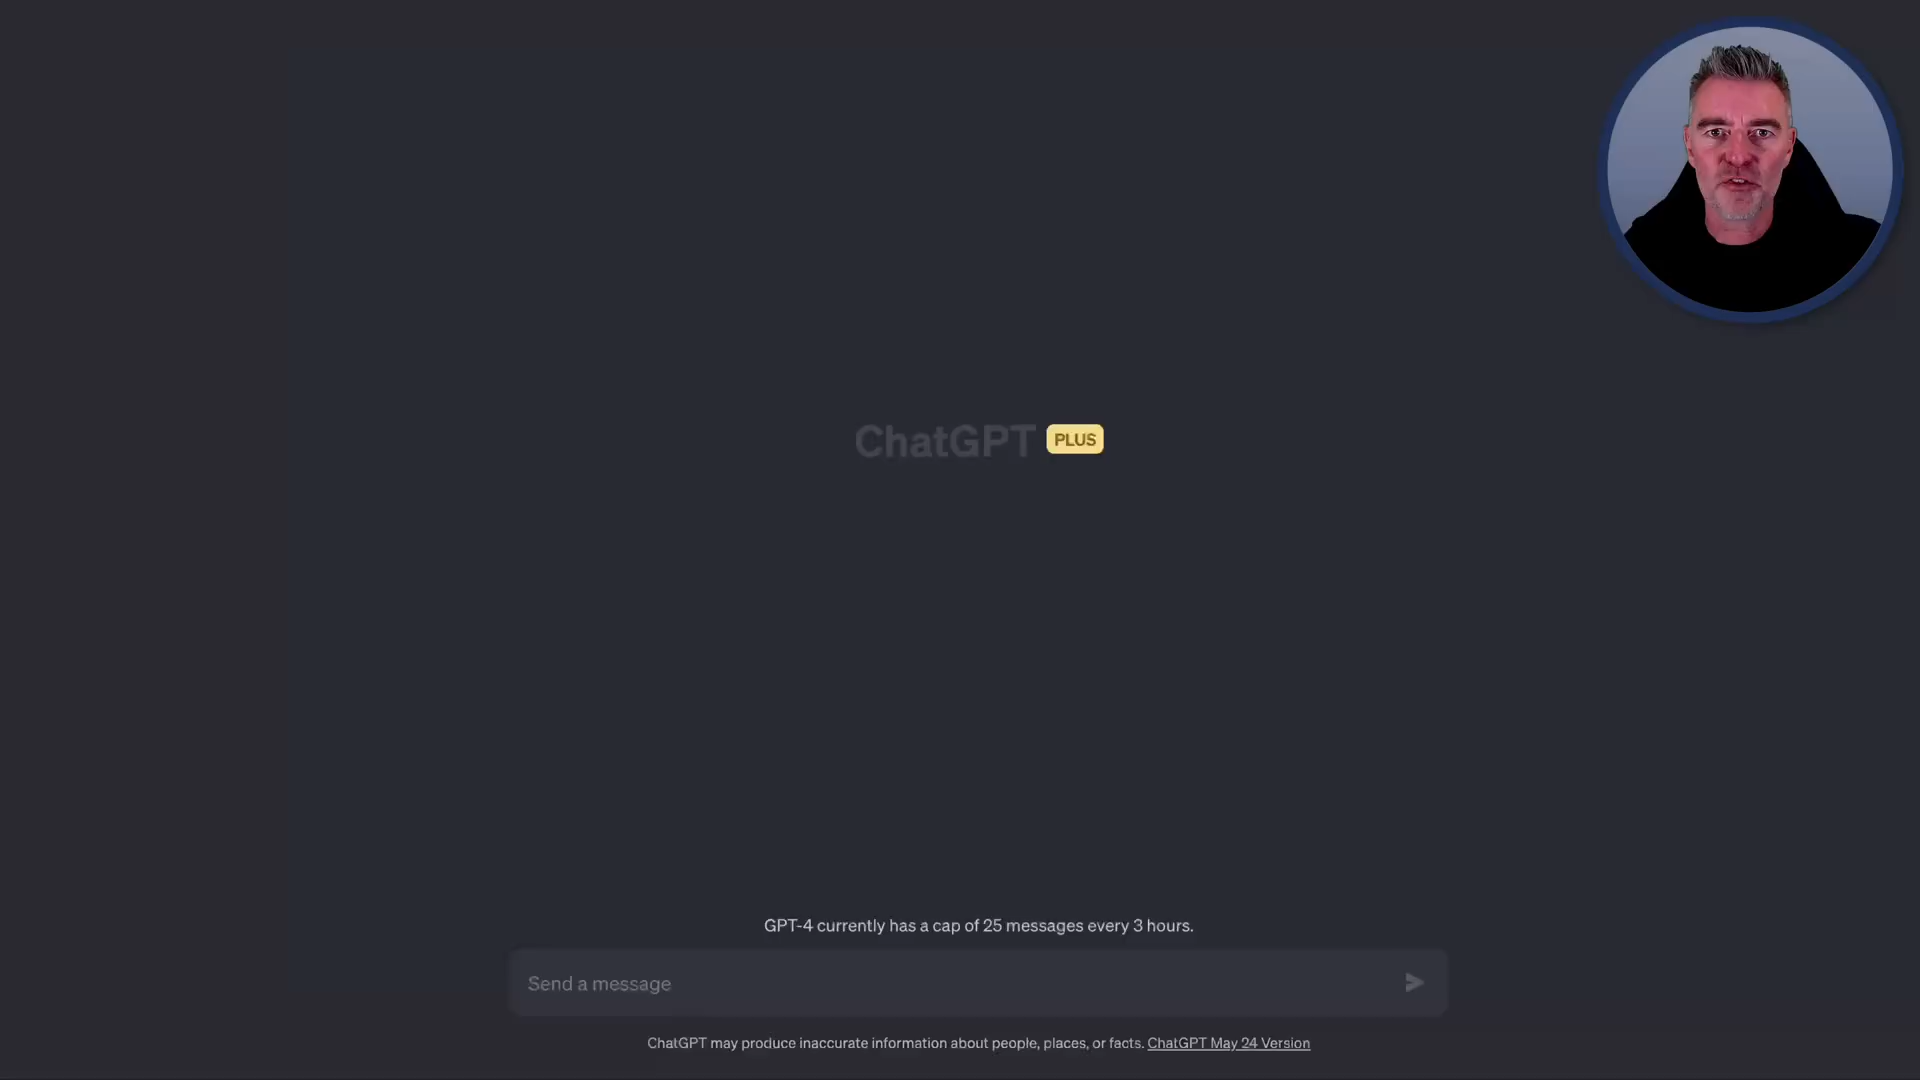 ChatGPT PLUS
GPT-4 currently has a cap of 25 messages every 3 hours.
Send a message
ChatGPT may produce inaccurate information about people, places, or facts. ChatGPT May 24 Version